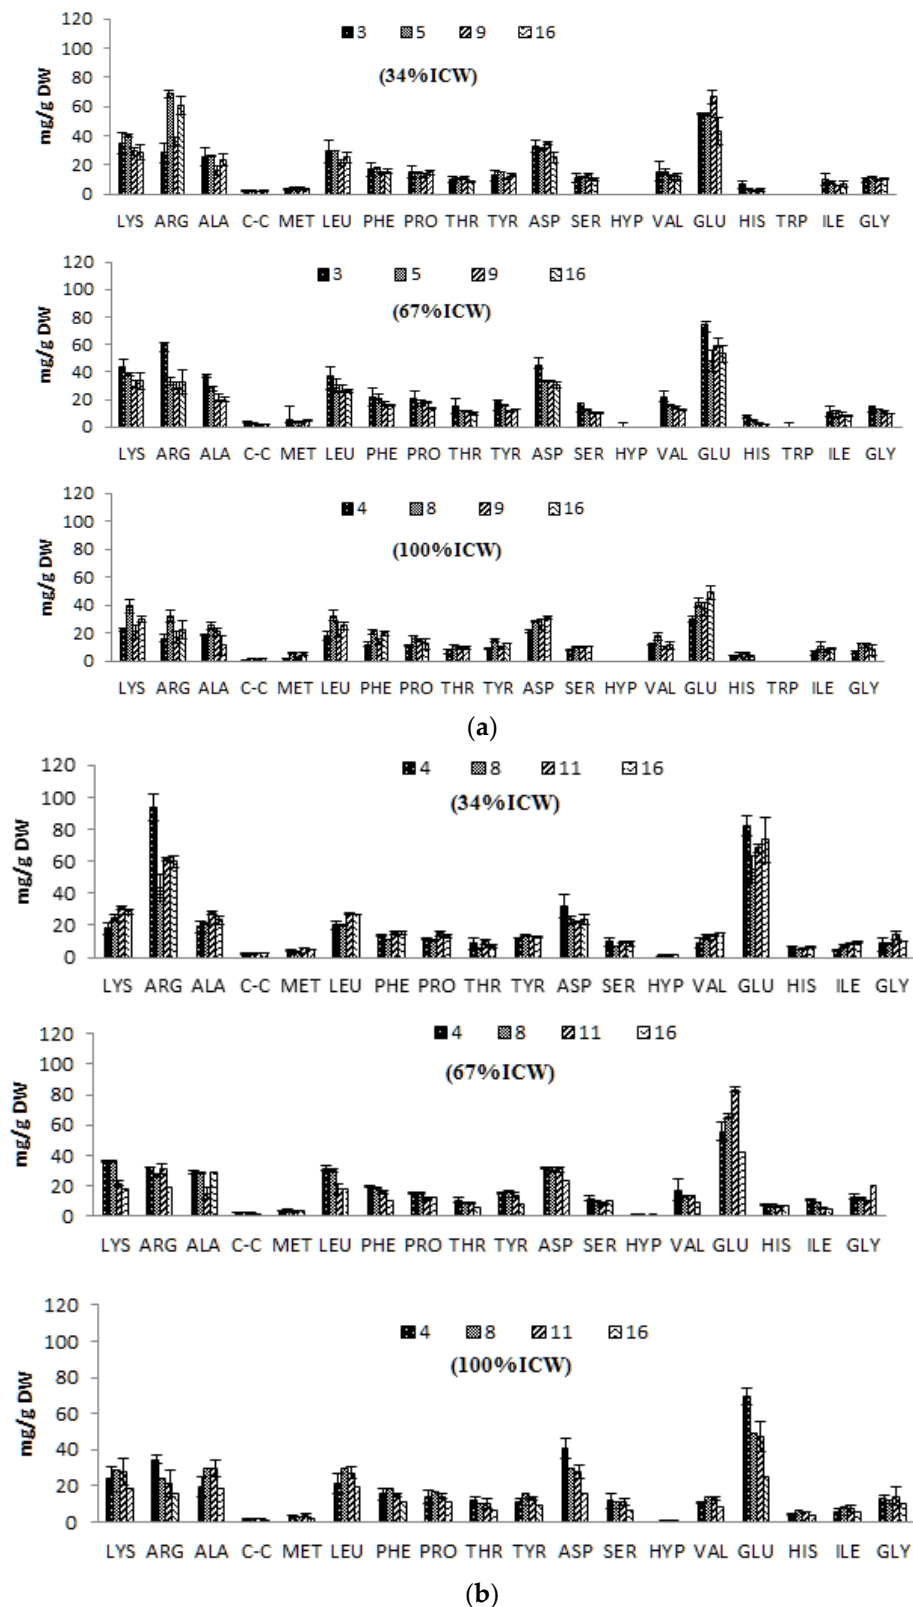 120
100
80
60
40
20
0
mg/g DW
3 5 9 16
(34%ICW)
LYS ARG ALA C-C MET LEU PHE PRO THR TYR ASP SER HYP VAL GLU HIS TRP ILE GLY
120
100
80
60
40
20
0
mg/g DW
3 5 9 16
(67%ICW)
LYS ARG ALA C-C MET LEU PHE PRO THR TYR ASP SER HYP VAL GLU HIS TRP ILE GLY
120
100
80
60
40
20
0
mg/g DW
4 8 9 16
(100%ICW)
LYS ARG ALA C-C MET LEU PHE PRO THR TYR ASP SER HYP VAL GLU HIS TRP ILE GLY
(a)
120
100
80
60
40
20
0
mg/g DW
4 8 11 16
(34%ICW)
LYS ARG ALA C-C MET LEU PHE PRO THR TYR ASP SER HYP VAL GLU HIS ILE GLY
120
100
80
60
40
20
0
mg/g DW
4 8 11 16
(67%ICW)
LYS ARG ALA C-C MET LEU PHE PRO THR TYR ASP SER HYP VAL GLU HIS ILE GLY
120
100
80
60
40
20
0
mg/g DW
4 8 11 16
(100%ICW)
LYS ARG ALA C-C MET LEU PHE PRO THR TYR ASP SER HYP VAL GLU HIS ILE GLY
(b)